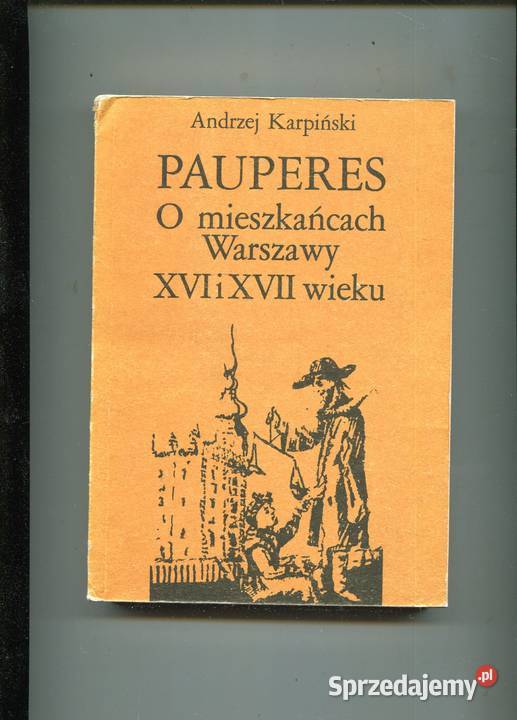 Andrzej Karpiński
PAUPERES
O mieszkańcach
Warszawy
XVI i XVII wieku
Sprzedajemy.pl